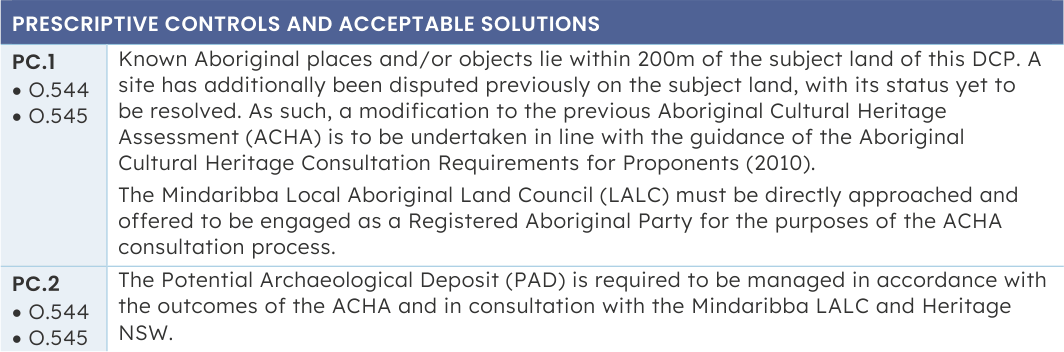 PRESCRIPTIVE CONTROLS AND ACCEPTABLE SOLUTIONS
PC.1
• O.544
• O.545
Known Aboriginal places and/or objects lie within 200m of the subject land of this DCP. A
site has additionally been disputed previously on the subject land, with its status yet to
be resolved. As such, a modification to the previous Aboriginal Cultural Heritage
Assessment (ACHA) is to be undertaken in line with the guidance of the Aboriginal
Cultural Heritage Consultation Requirements for Proponents (2010).
The Mindaribba Local Aboriginal Land Council (LALC) must be directly approached and
offered to be engaged as a Registered Aboriginal Party for the purposes of the ACHA
consultation process.
PC.2
• O.544
• O.545
The Potential Archaeological Deposit (PAD) is required to be managed in accordance with
the outcomes of the ACHA and in consultation with the Mindaribba LALC and Heritage
NSW.